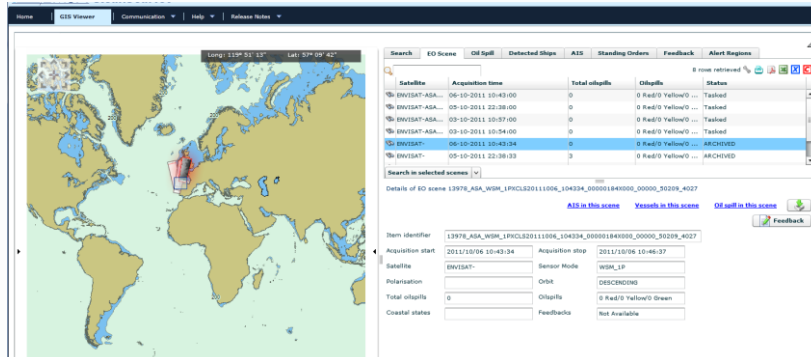 Home GIS Viewer Communication Help Release Notes
Long: 119° 51' 13" Lat: 57° 09' 42"
Search EO Scene Oil Spill Detected Ships AIS Standing Orders Feedback Alert Regions
8 rows retrieved
Satellite Acquisition time Total oilspills Oilspills Status
ENVISAT-ASA... 06-10-2011 10:43:00 0 0 Red/0 Yellow/0 ... Tasked
ENVISAT-ASA... 05-10-2011 22:38:00 0 0 Red/0 Yellow/0 ... Tasked
ENVISAT-ASA... 03-10-2011 10:57:00 0 0 Red/0 Yellow/0 ... Tasked
ENVISAT-ASA... 03-10-2011 10:54:00 0 0 Red/0 Yellow/0 ... Tasked
ENVISAT- 06-10-2011 10:43:34 0 0 Red/0 Yellow/0 ... ARCHIVED
ENVISAT- 05-10-2011 22:38:33 3 0 Red/0 Yellow/0 ... ARCHIVED
Search in selected scenes
Details of EO scene 13978_ASA_WSM_1PXCLS20111006_104334_00000184X000_00000_50209_4027
AIS in this scene Vessels in this scene Oil spill in this scene
Feedback
Item identifier 13978_ASA_WSM_1PXCLS20111006_104334_00000184X000_00000_50209_4027
Acquisition start 2011/10/06 10:43:34 Acquisition stop 2011/10/06 10:46:37
Satellite ENVISAT- Sensor Mode WSM_1P
Polarisation Orbit DESCENDING
Total oilspills 0 Oilspills 0 Red/0 Yellow/0 Green
Coastal states Feedbacks Not Available